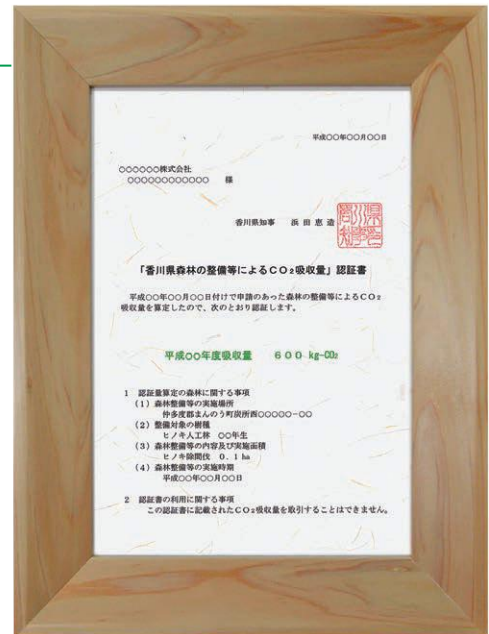 平成○○年○○月○○日
○○○○○○株式会社
○○○○○○○○○○○○ 様
香川県知事 浜田恵造
「香川県森林の整備等によるCO₂吸収量」認証書
平成○○年○○月○○日付けで申請のあった森林の整備等によるCO₂
吸収量を算定したので、次のとおり認証します。
平成○○年度吸収量 600 kg-CO₂
1 認証量算定の森林に関する事項
(1) 森林整備等の実施場所
仲多度郡まんのう町炭所西○○○○○-○○
(2) 整備対象の樹種
ヒノキ人工林 ○○年生
(3) 森林整備等の内容及び実施面積
ヒノキ除間伐 0.1ha
(4) 森林整備等の実施時期
平成○○年○○月○○日
2 認証書の利用に関する事項
この認証書に記載されたCO₂吸収量を取引することはできません。